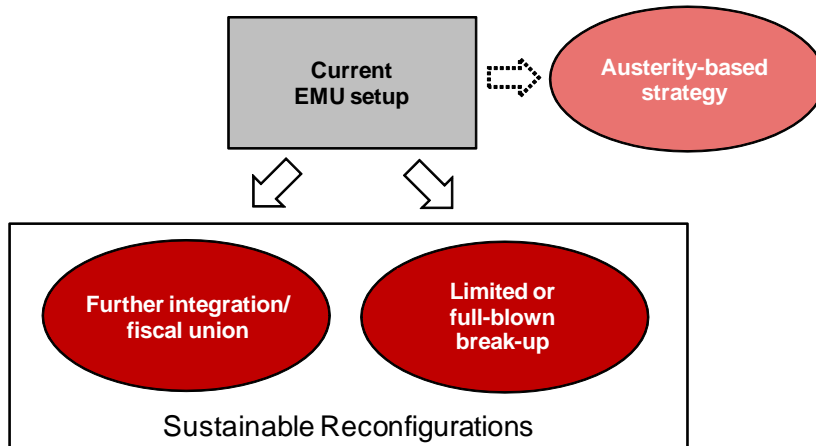 Current
EMU setup
Austerity-based
strategy
Further integration/
fiscal union
Limited or
full-blown
break-up
Sustainable Reconfigurations